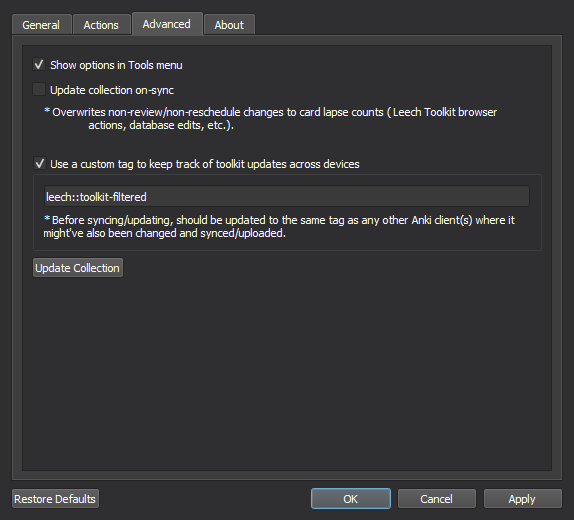 General Actions Advanced About
Show options in Tools menu
Update collection on-sync
* Overwrites non-review/non-reschedule changes to card lapse counts ( Leech Toolkit browser
actions, database edits, etc.).
Use a custom tag to keep track of toolkit updates across devices
leech::toolkit-filtered
* Before syncing/updating, should be updated to the same tag as any other Anki client(s) where it
might've also been changed and synced/uploaded.
Update Collection
Restore Defaults OK Cancel Apply